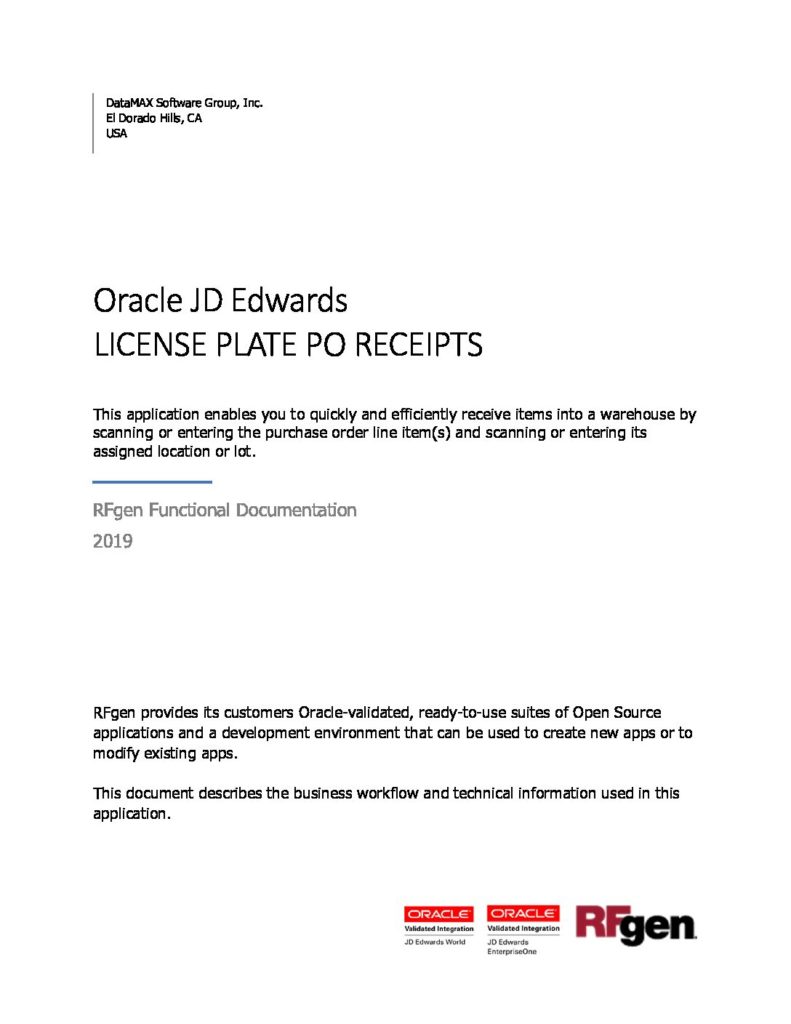 DataMAX Software Group, Inc.
El Dorado Hills, CA
USA
Oracle JD Edwards
LICENSE PLATE PO RECEIPTS
This application enables you to quickly and efficiently receive items into a warehouse by
scanning or entering the purchase order line item(s) and scanning or entering its
assigned location or lot.
RFgen Functional Documentation
2019
RFgen provides its customers Oracle-validated, ready-to-use suites of Open Source
applications and a development environment that can be used to create new apps or to
modify existing apps.
This document describes the business workflow and technical information used in this
application.
ORACLE
Validated Integration
JD Edwards World
ORACLE
Validated Integration
JD Edwards
EnterpriseOne
RFgen